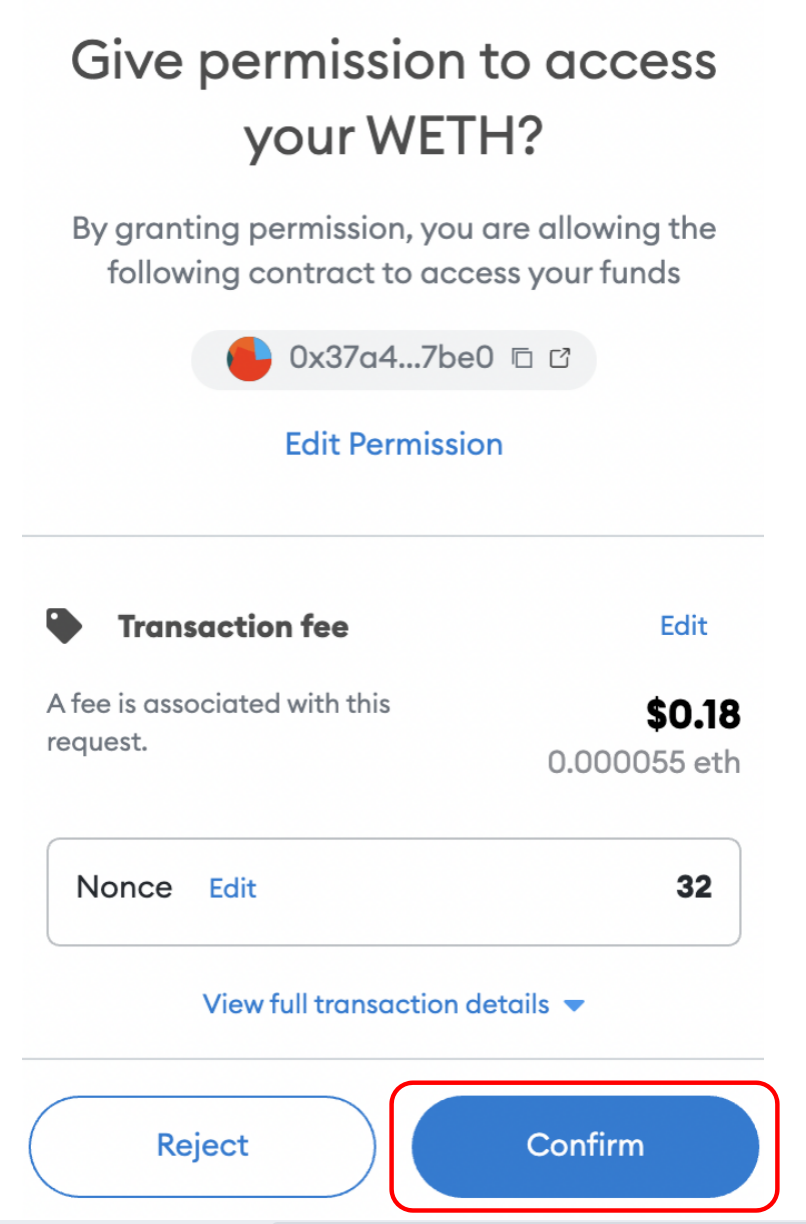 Give permission to access
your WETH?
By granting permission, you are allowing the
following contract to access your funds
0x37a4...7be0
Edit Permission
Transaction fee
Edit
A fee is associated with this
request.
$0.18
0.000055 eth
Nonce Edit 32
View full transaction details
Reject
Confirm